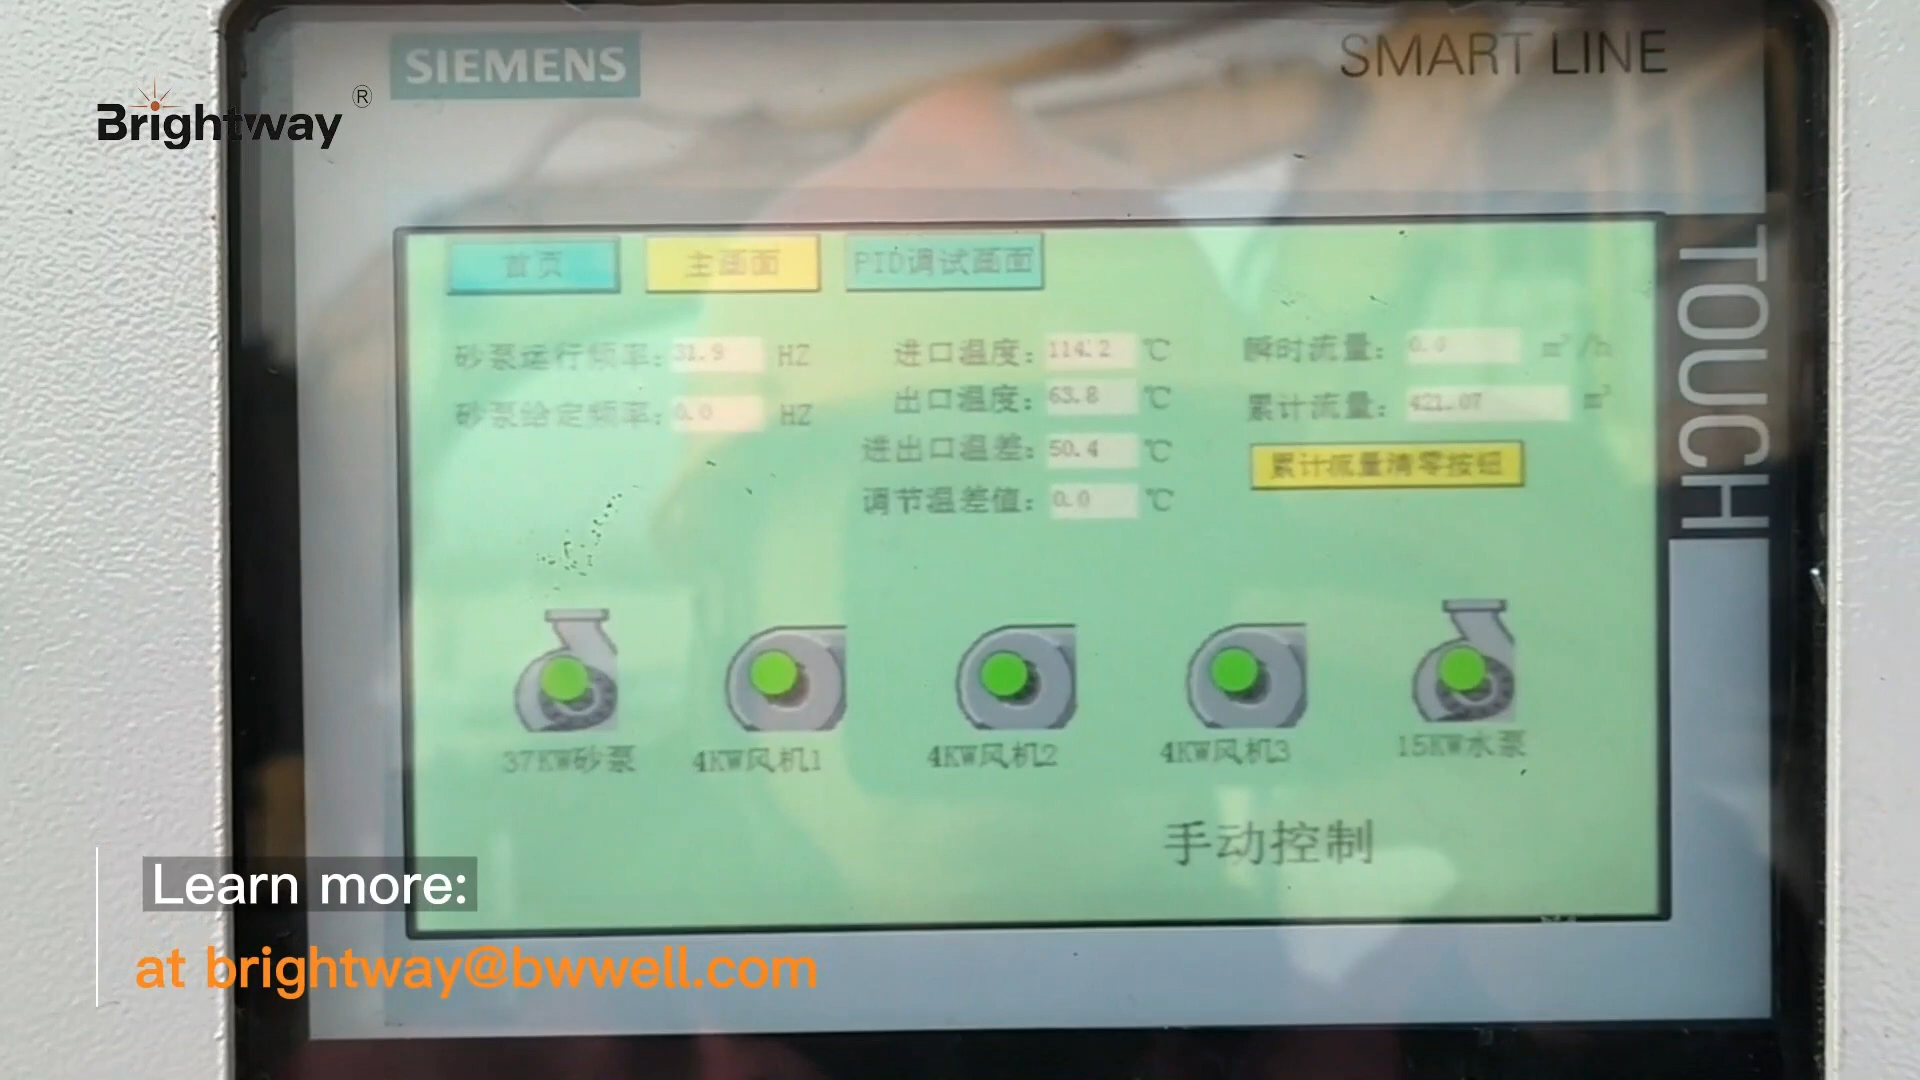 SIEMENS
SMART LINE
Brightway®
TOUCH
首页 主画面 PID调试画面
砂泵运行频率: 31.9 HZ
砂泵给定频率: 0.0 HZ
进口温度: 114.2 ℃
出口温度: 63.8 ℃
进出口温差: 50.4 ℃
调节温差值: 0.0 ℃
瞬时流量: 0.0 m³/h
累计流量: 421.07 m³
累计流量清零按钮
37KW砂泵 4KW风机1 4KW风机2 4KW风机3 15KW水泵
手动控制
Learn more:
at brightway@bwwell.com